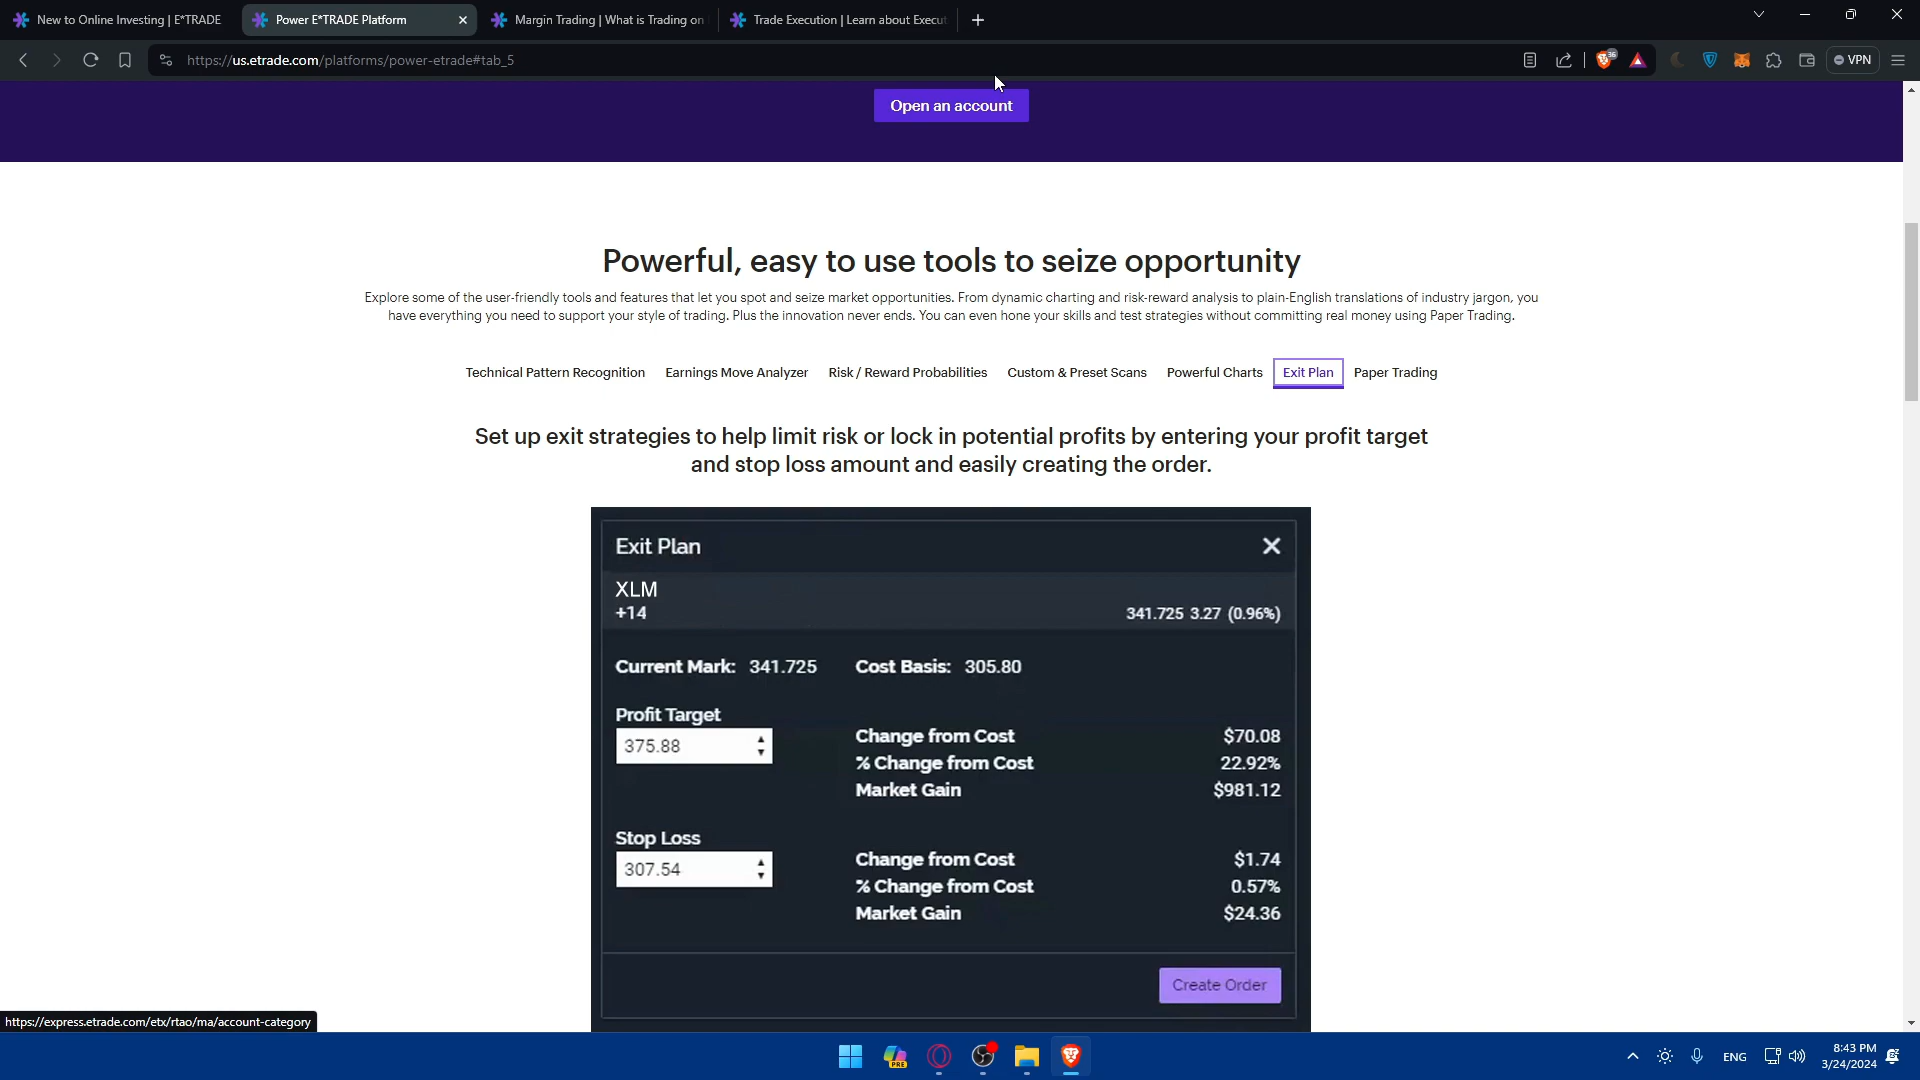 New to Online Investing | E*TRADE
Power E*TRADE Platform
Margin Trading | What is Trading on
Trade Execution | Learn about Execut
https://us.etrade.com/platforms/power-etrade#tab_5
36
VPN
Open an account
Powerful, easy to use tools to seize opportunity
Explore some of the user-friendly tools and features that let you spot and seize market opportunities. From dynamic charting and risk-reward analysis to plain-English translations of industry jargon, you
have everything you need to support your style of trading. Plus the innovation never ends. You can even hone your skills and test strategies without committing real money using Paper Trading.
Technical Pattern Recognition Earnings Move Analyzer Risk / Reward Probabilities Custom & Preset Scans Powerful Charts Exit Plan Paper Trading
Set up exit strategies to help limit risk or lock in potential profits by entering your profit target
and stop loss amount and easily creating the order.
Exit Plan
XLM
+14 341.725 3.27 (0.96%)
Current Mark: 341.725 Cost Basis: 305.80
Profit Target
375.88
Change from Cost $70.08
% Change from Cost 22.92%
Market Gain $981.12
Stop Loss
307.54
Change from Cost $1.74
% Change from Cost 0.57%
Market Gain $24.36
Create Order
https://express.etrade.com/etx/rtao/ma/account-category
PRE
ENG
8:43 PM
3/24/2024